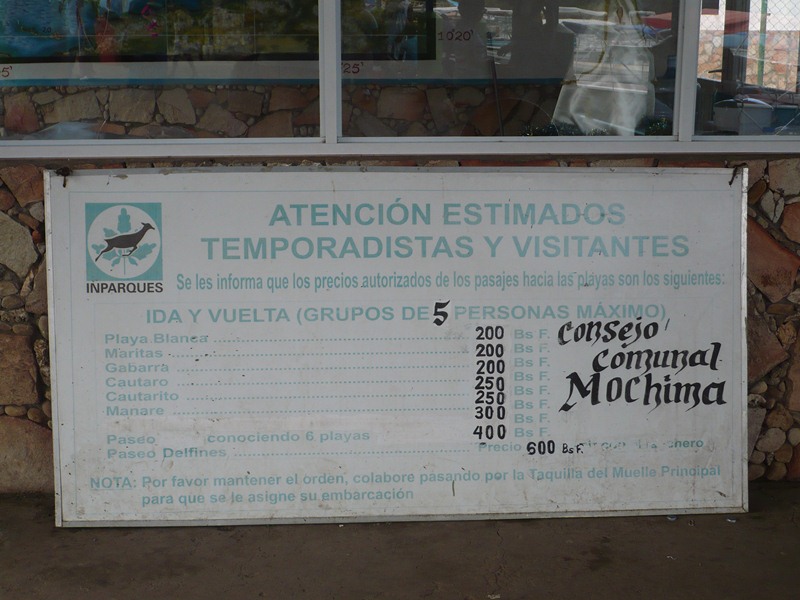 10°20'
5'
25'
ATENCIÓN ESTIMADOS
TEMPORADISTAS Y VISITANTES
INPARQUES
Se les informa que los precios autorizados de los pasajes hacia las playas son los siguientes:
IDA Y VUELTA (GRUPOS DE 5 PERSONAS MÁXIMO)
Playa Blanca 200 Bs F.
Maritas 200 Bs F.
Gabarra 200 Bs F.
Cautaro 250 Bs F.
Cautarito 250 Bs F.
Manare 300 Bs F.
Paseo conociendo 6 playas 400 Bs F.
Paseo Delfines Precio 600 Bs F.
Consejo
Comunal
Mochima
NOTA: Por favor mantener el orden, colabore pasando por la Taquilla del Muelle Principal
para que se le asigne su embarcación